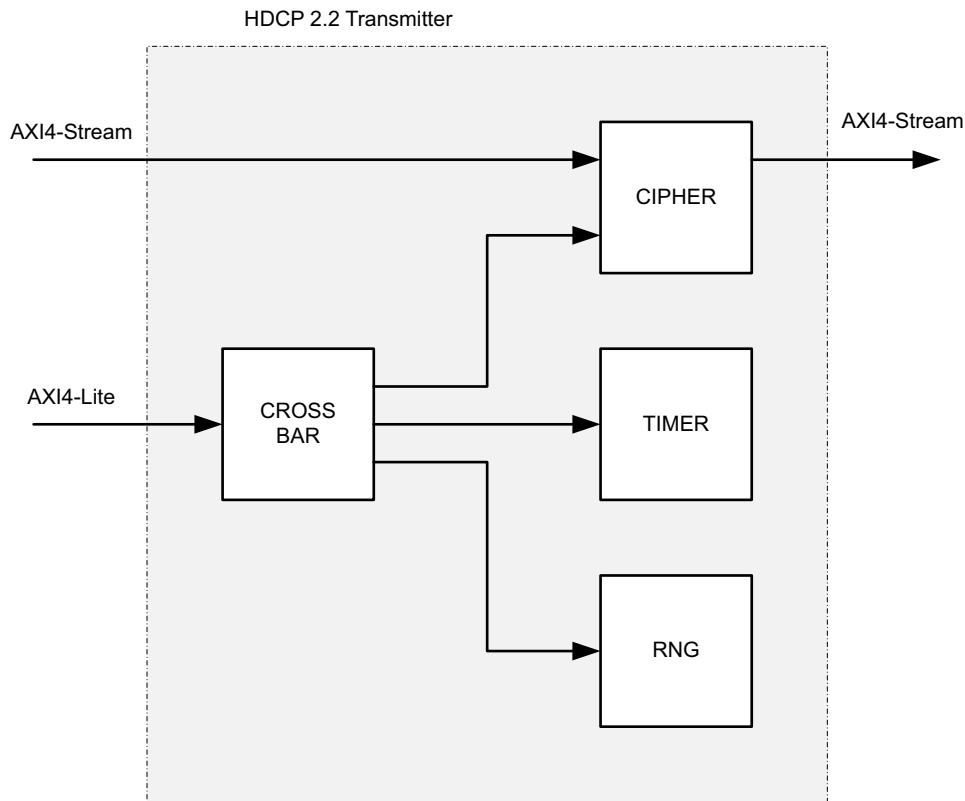 HDCP 2.2 Transmitter
AXI4-Stream
AXI4-Stream
CIPHER
AXI4-Lite
CROSS
BAR
TIMER
RNG